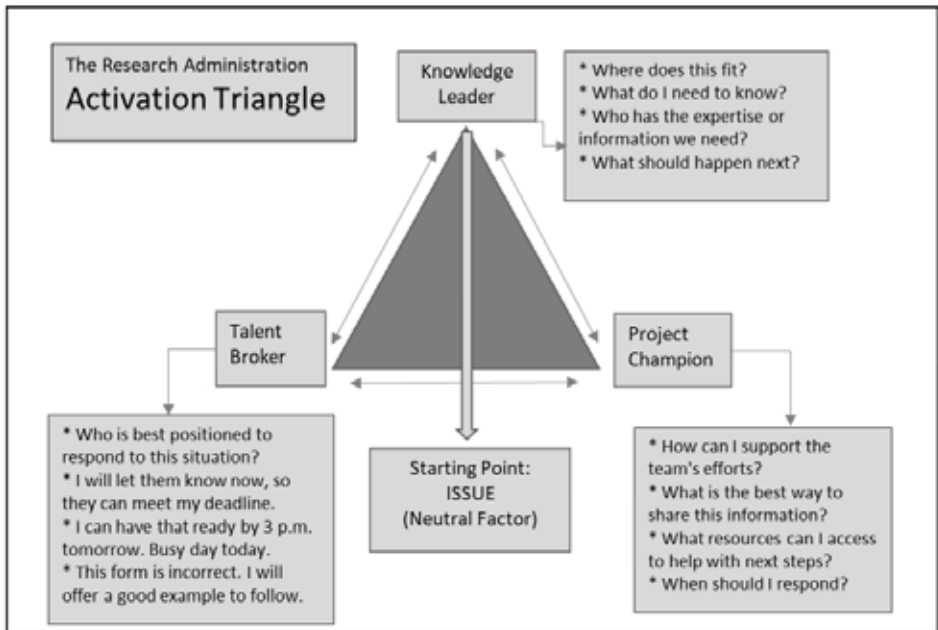 The Research Administration
Activation Triangle
Knowledge
Leader
* Where does this fit?
* What do I need to know?
* Who has the expertise or
information we need?
* What should happen next?
Talent
Broker
Project
Champion
* Who is best positioned to
respond to this situation?
* I will let them know now, so
they can meet my deadline.
* I can have that ready by 3 p.m.
tomorrow. Busy day today.
* This form is incorrect. I will
offer a good example to follow.
Starting Point:
ISSUE
(Neutral Factor)
* How can I support the
team's efforts?
* What is the best way to
share this information?
* What resources can I access
to help with next steps?
* When should I respond?